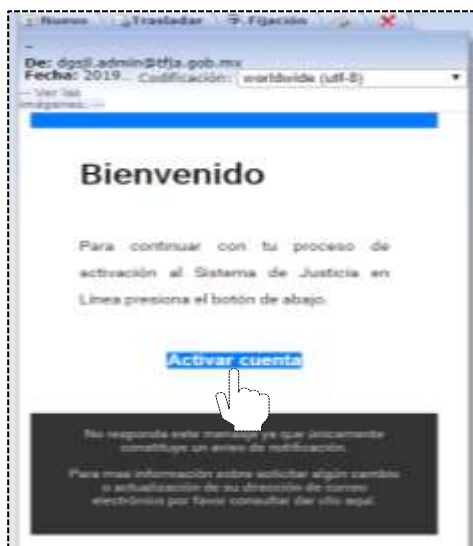 Nuevo Trasladar Fijación
De: dgsjl.admin@tfja.gob.mx
Fecha: 2019... Codificación: worldwide (utf-8)
-- Ver las
imágenes: --
Bienvenido
Para continuar con tu proceso de
activación al Sistema de Justicia en
Línea presiona el botón de abajo.
Activar cuenta
No responda este mensaje ya que únicamente
constituye un aviso de notificación.
Para mas información sobre solicitar algún cambio
o actualización de su dirección de correo
electrónico por favor consultar dar clic aquí.